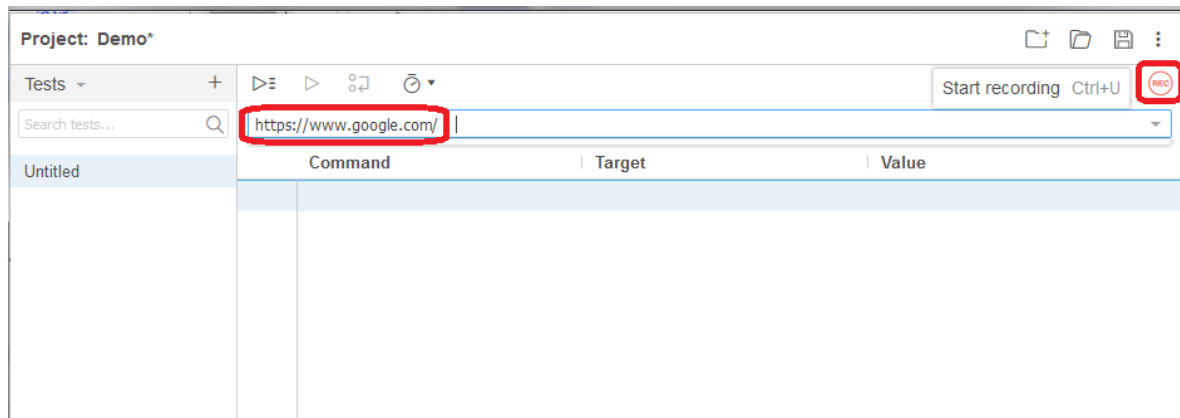 Project: Demo*
Tests
Start recording Ctrl+U
REC
Search tests...
https://www.google.com/
Untitled
Command Target Value